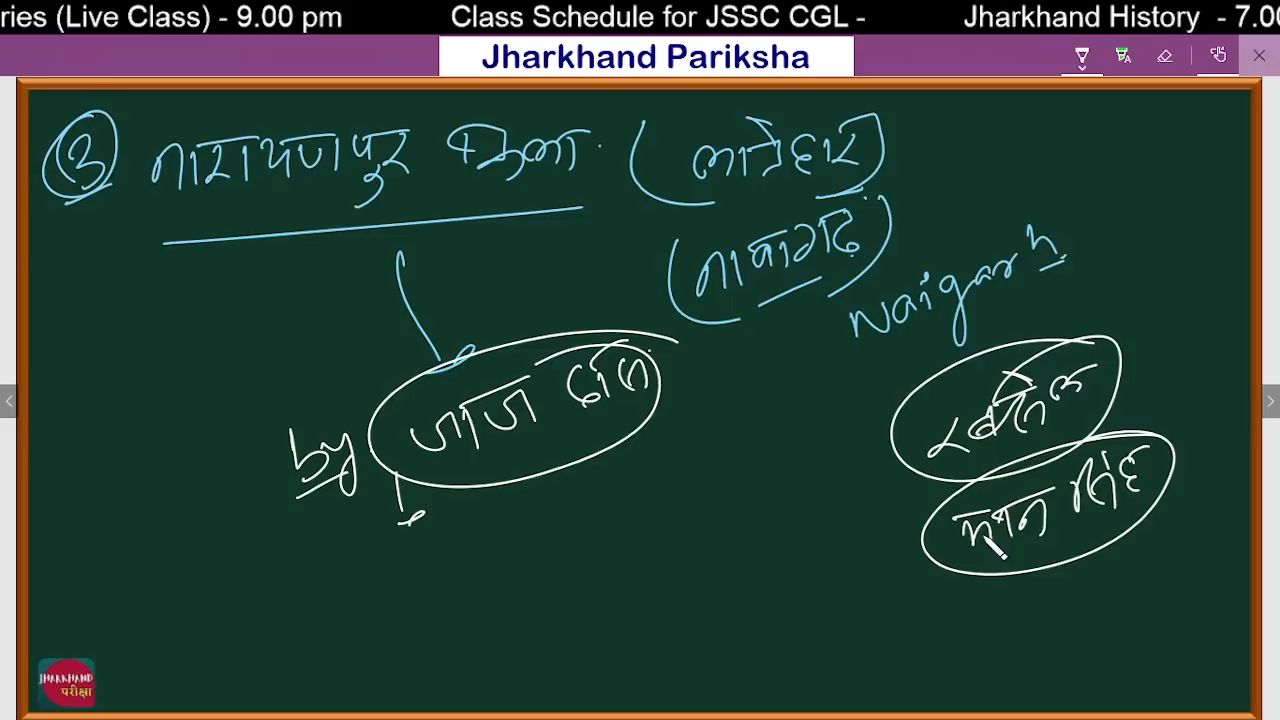 ries (Live Class) - 9.00 pm Class Schedule for JSSC CGL - Jharkhand History - 7.00
Jharkhand Pariksha
③ नारायणपुर किला (लातेहार)
(नावागढ़)
Naigarh
by जाज दास
रक्सेल
मान सिंह
JHARKHAND
परीक्षा